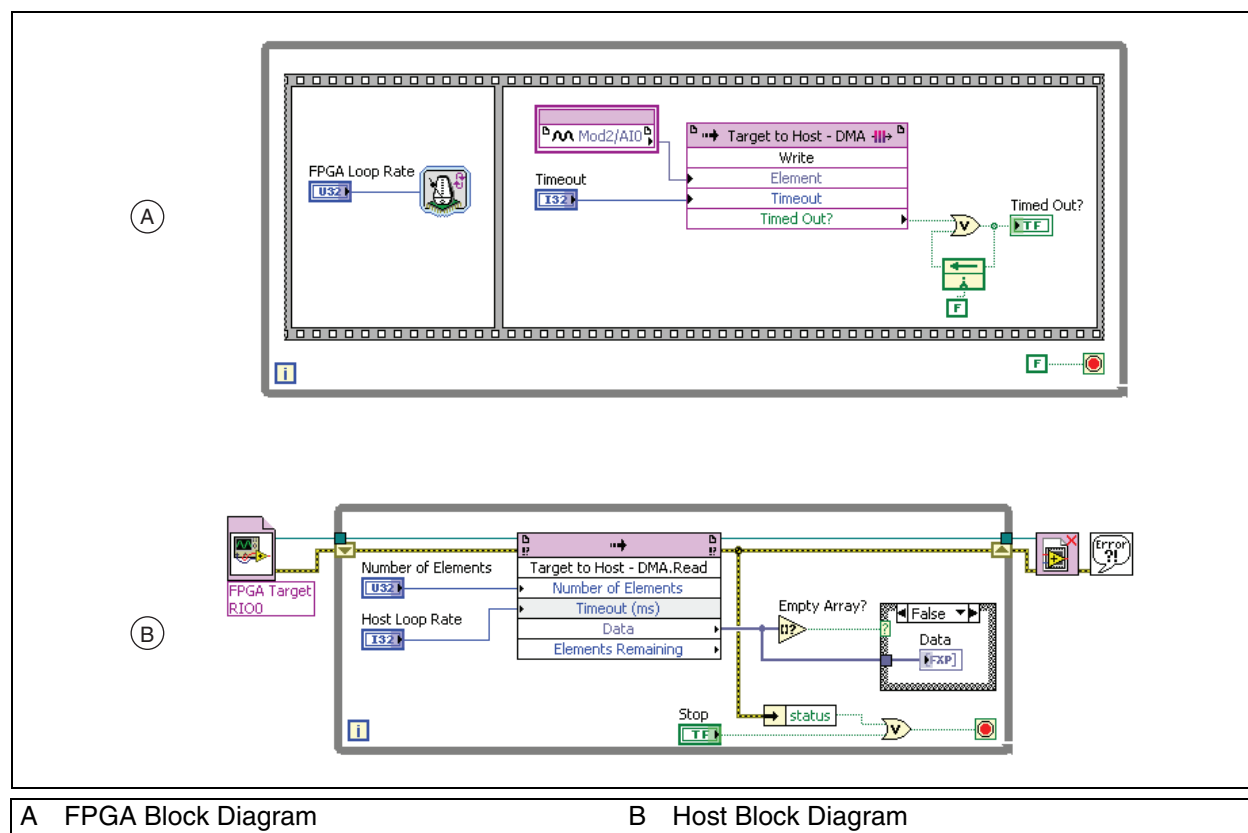 A
FPGA Loop Rate
U32
Mod2/AI0
Timeout
I32
Target to Host - DMA
Write
Element
Timeout
Timed Out?
Timed Out?
TF
F
F
i
B
FPGA Target
RIO0
Number of Elements
U32
Host Loop Rate
I32
Target to Host - DMA.Read
Number of Elements
Timeout (ms)
Data
Elements Remaining
Empty Array?
False
?
Data
FXP]
Stop
TF
status
i
Error
?!
A FPGA Block Diagram
B Host Block Diagram